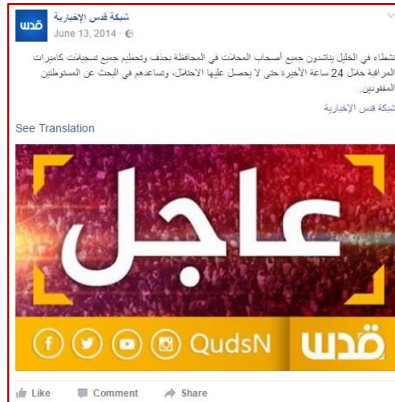 شبكة قدس الإخبارية
June 13, 2014 ·
نشطاء في الخليل يناشدون جميع أصحاب المحلات في المحافظة بحذف وتحطيم جميع تسجيلات كاميرات
المراقبة خلال 24 ساعة الأخيرة حتى لا يحصل عليها الاحتلال، وتساعدهم في البحث عن المستوطنين
المفقودين.
شبكة قدس الإخبارية
See Translation
عاجل
QudsN
قدس
Like Comment Share